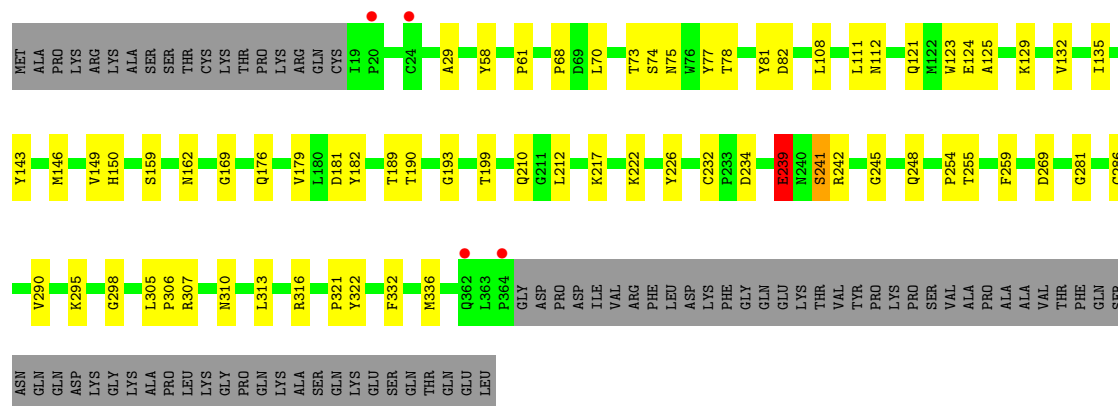 MET ALA PRO LYS ARG LYS ALA SER SER THR CYS LYS THR PRO LYS ARG GLN CYS I19 P20 C24 A29 Y58 P61 P68 D69 L70 T73 S74 N75 W76 Y77 T78 Y81 D82 L108 L111 N112 Q121 M122 W123 E124 A125 K129 V132 I135
Y143 M146 V149 H150 S159 N162 G169 Q176 V179 L180 D181 Y182 T189 T190 G193 T199 Q210 G211 L212 K217 K222 Y226 C232 P233 D234 E239 N240 S241 R242 G245 Q248 P254 T255 F259 D269 G281
V290 K295 G298 L305 P306 R307 N310 L313 R316 P321 Y322 F332 M336 Q362 L363 P364 GLY ASP PRO ASP ILE VAL ARG PHE LEU ASP LYS PHE GLY GLN GLU LYS THR VAL TYR PRO LYS PRO SER VAL ALA PRO ALA ALA VAL THR PHE GLN
ASN GLN GLN ASP LYS GLY LYS ALA PRO LEU LYS GLY PRO GLN LYS ALA SER GLN LYS GLU SER GLN MET THR GLN GLU LEU